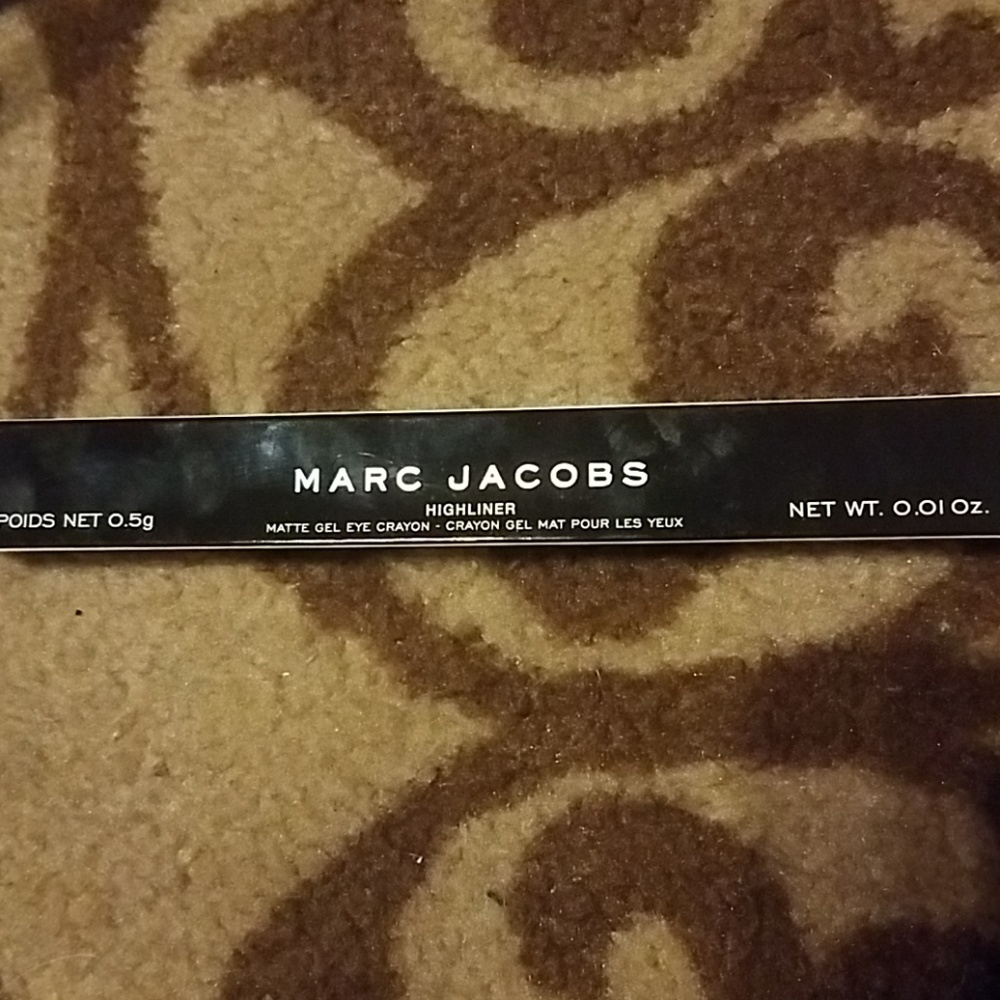 MARC JACOBS
HIGHLINER
MATTE GEL EYE CRAYON - CRAYON GEL MAT POUR LES YEUX
POIDS NET 0.5g
NET WT. 0.01 Oz.